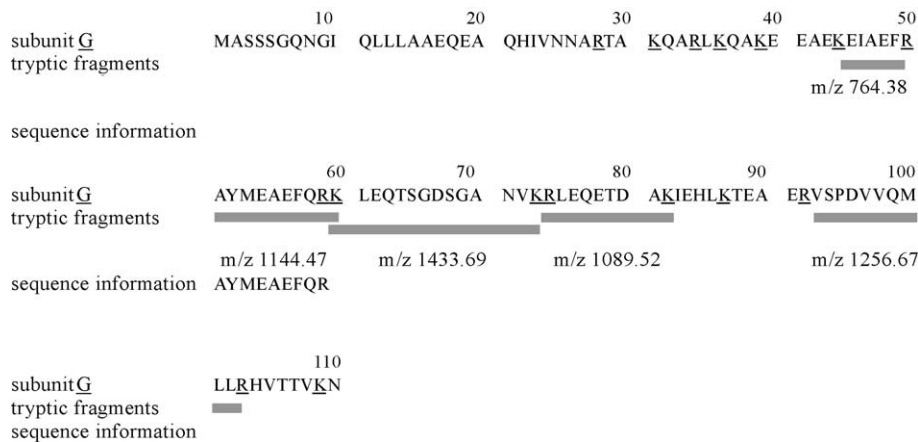 10 20 30 40 50
subunit G MASSSGQNGI QLLLAAEQEA QHIVNNARTA KQARLKQAKE EAEKEIAEFR
tryptic fragments
m/z 764.38
sequence information
60 70 80 90 100
subunit G AYMEAEFQRK LEQTSGDSGA NVKRLEQETD AKIEHLKTEA ERVSPDVVQM
tryptic fragments
m/z 1144.47 m/z 1433.69 m/z 1089.52 m/z 1256.67
sequence information AYMEAEFQR
110
subunit G LLRHVTTVKN
tryptic fragments
sequence information